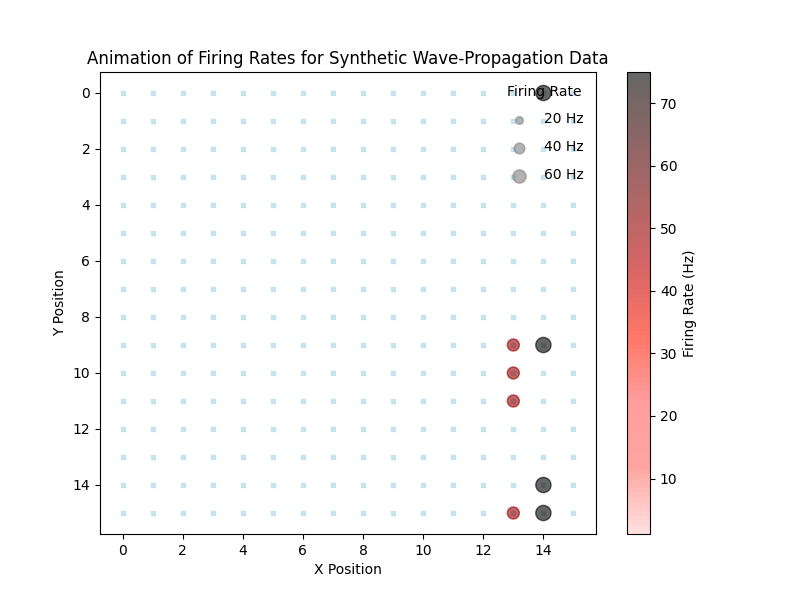 Animation of Firing Rates for Synthetic Wave-Propagation Data
Firing Rate
20 Hz
40 Hz
60 Hz
0
2
4
6
8
10
12
14
Y Position
0 2 4 6 8 10 12 14
X Position
70
60
50
40
30
20
10
Firing Rate (Hz)